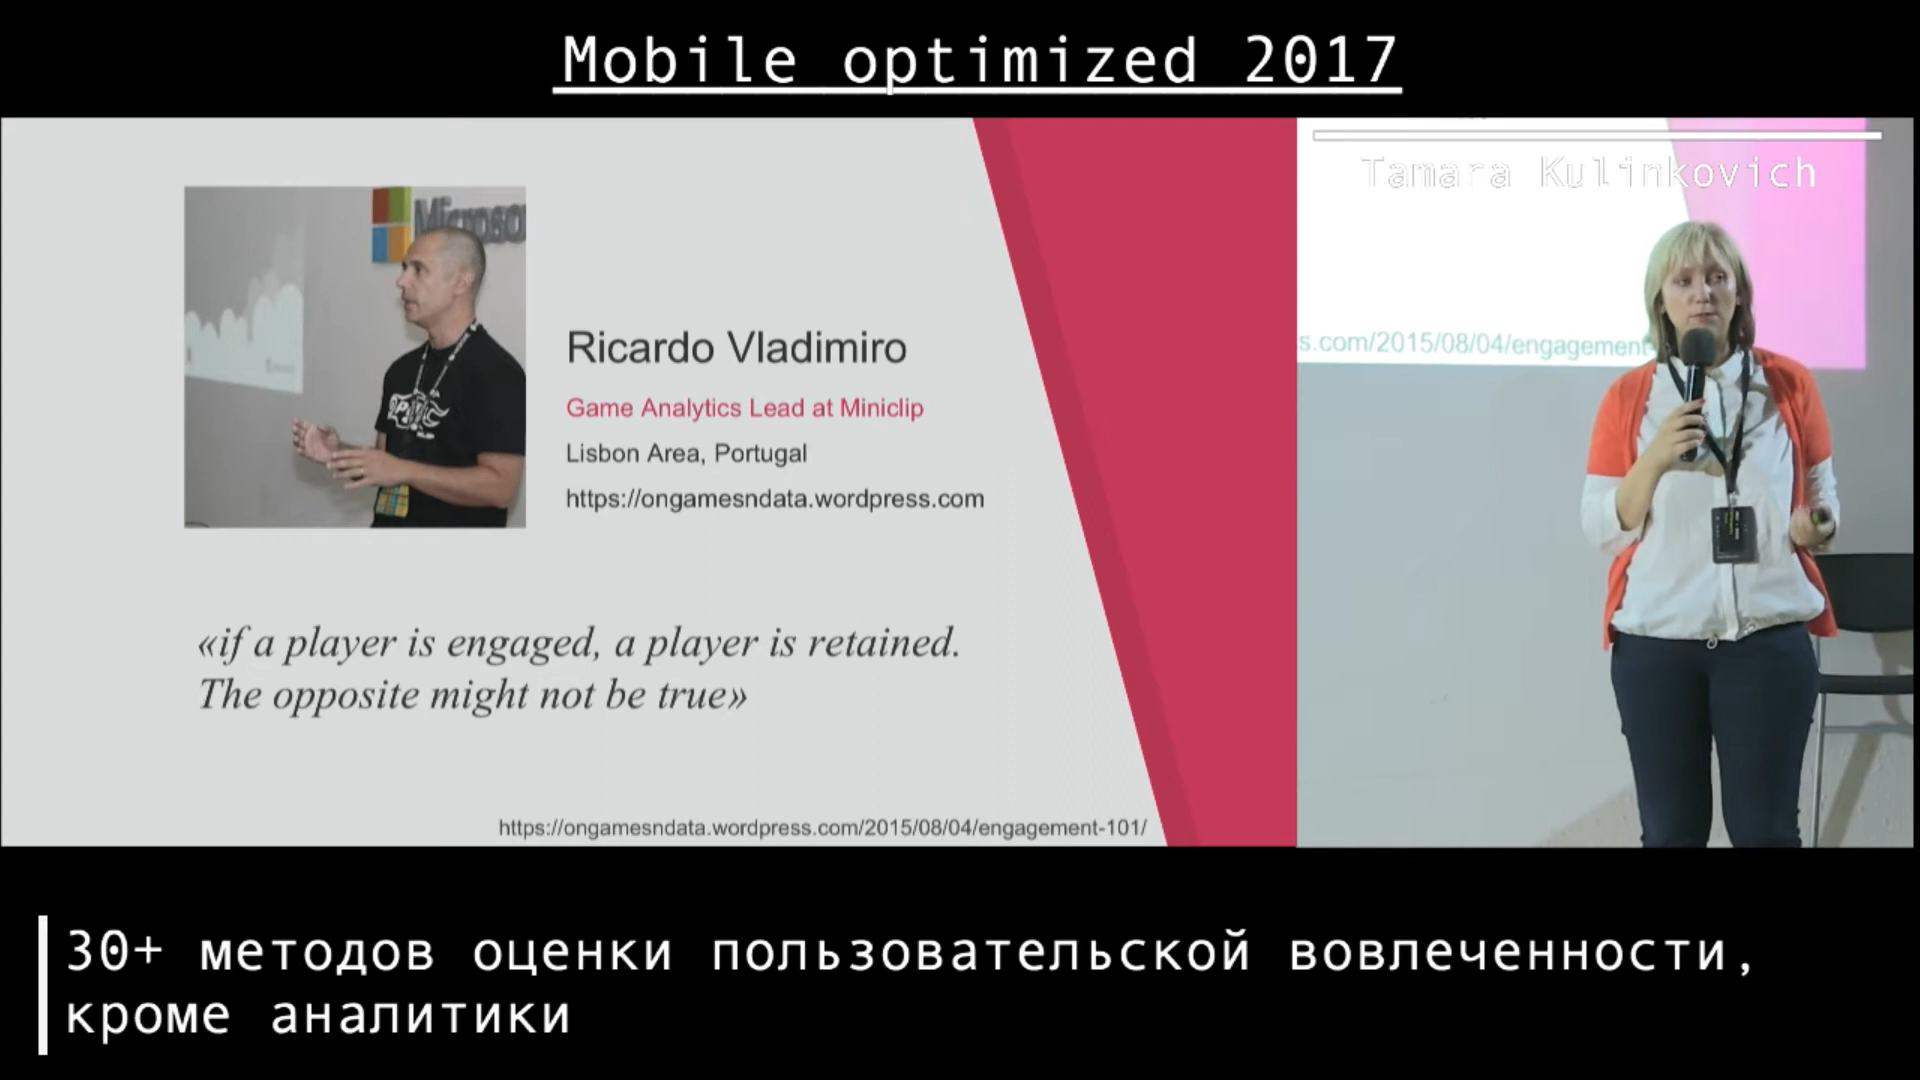 Mobile optimized 2017
Tamara Kulinkovich
Microso
Ricardo Vladimiro
Game Analytics Lead at Miniclip
Lisbon Area, Portugal
https://ongamesndata.wordpress.com
«if a player is engaged, a player is retained.
The opposite might not be true»
https://ongamesndata.wordpress.com/2015/08/04/engagement-101/
s.com/2015/08/04/engagement
30+ методов оценки пользовательской вовлеченности,
кроме аналитики